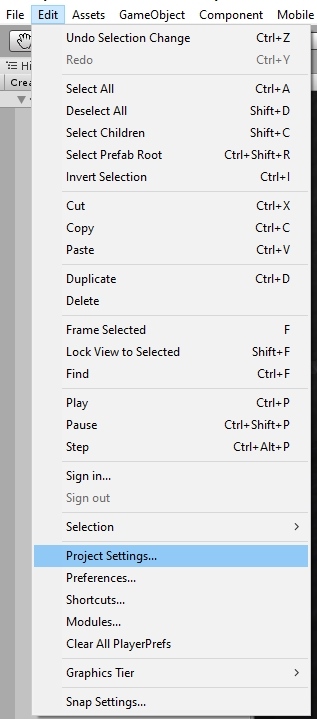 File Edit Assets GameObject Component Mobile
Undo Selection Change Ctrl+Z
Redo Ctrl+Y
Select All Ctrl+A
Deselect All Shift+D
Select Children Shift+C
Select Prefab Root Ctrl+Shift+R
Invert Selection Ctrl+I
Cut Ctrl+X
Copy Ctrl+C
Paste Ctrl+V
Duplicate Ctrl+D
Delete
Frame Selected F
Lock View to Selected Shift+F
Find Ctrl+F
Play Ctrl+P
Pause Ctrl+Shift+P
Step Ctrl+Alt+P
Sign in...
Sign out
Selection
Project Settings...
Preferences...
Shortcuts...
Modules...
Clear All PlayerPrefs
Graphics Tier
Snap Settings...